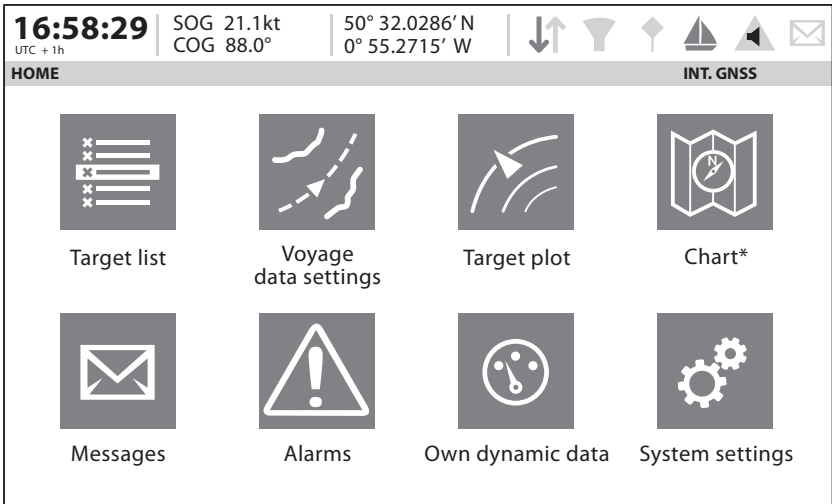 16:58:29
UTC + 1h
SOG 21.1kt
COG 88.0°
50° 32.0286’ N
0° 55.2715’ W
HOME
INT. GNSS
N
Target list
Voyage
data settings
Target plot
Chart*
Messages
Alarms
Own dynamic data
System settings